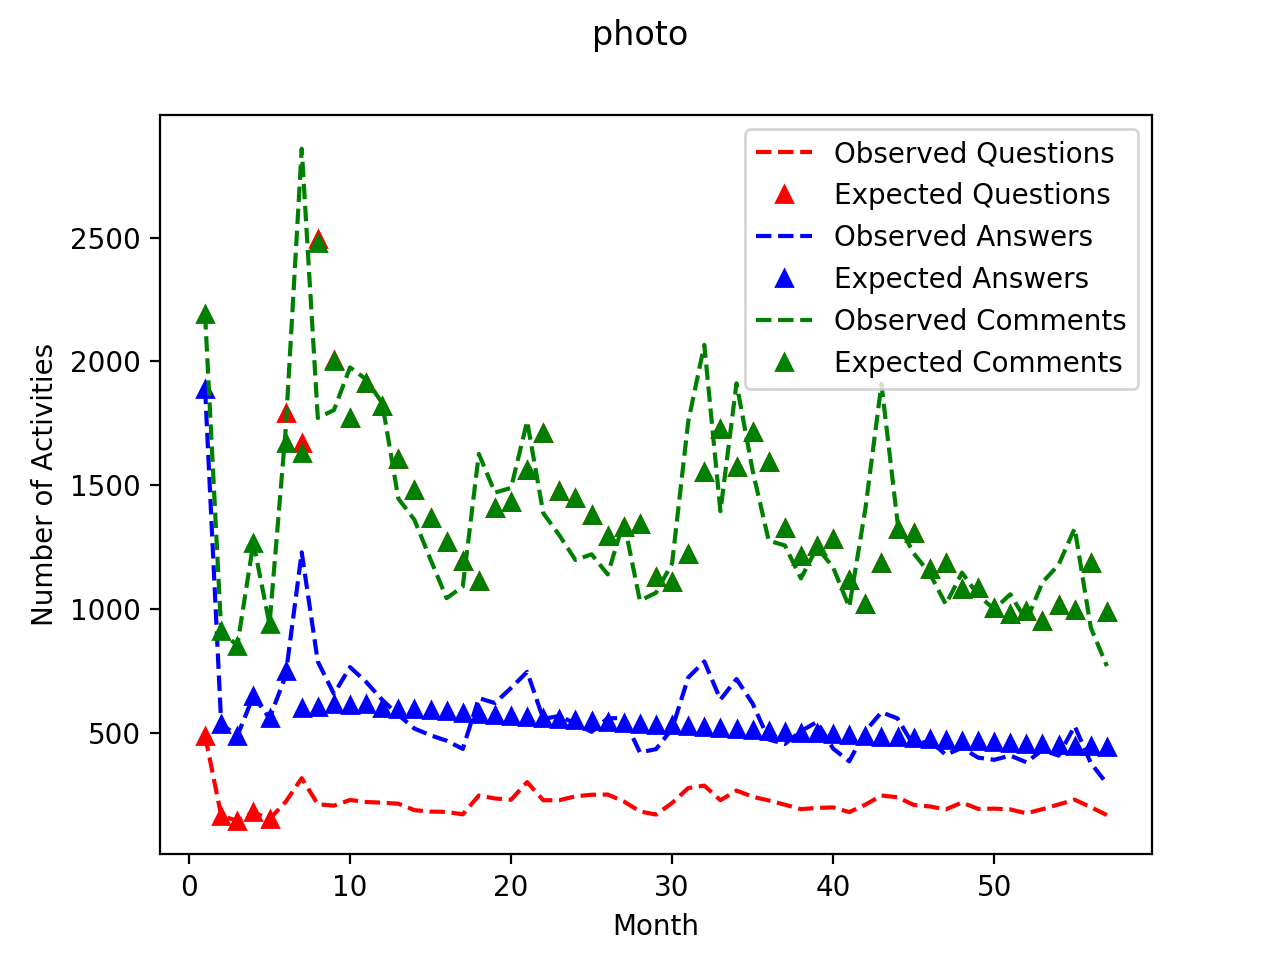 photo
Observed Questions
Expected Questions
Observed Answers
Expected Answers
Observed Comments
Expected Comments
2500
2000
1500
1000
500
Number of Activities
0 10 20 30 40 50
Month